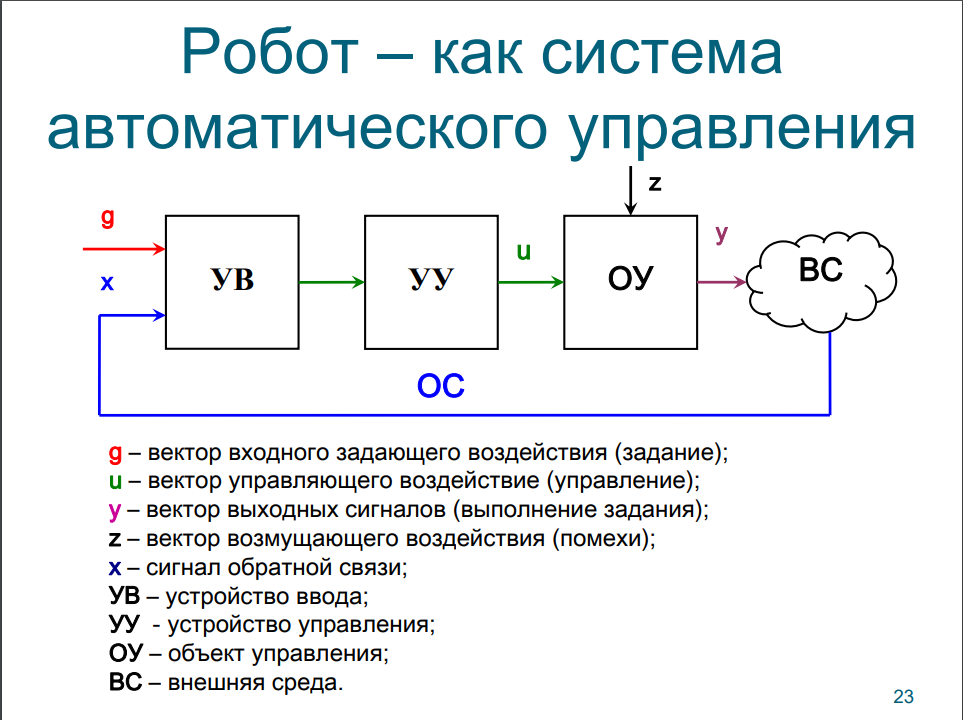 Робот – как система
автоматического управления
z
g
u
y
x
УВ
УУ
ОУ
ВС
ОС
g – вектор входного задающего воздействия (задание);
u – вектор управляющего воздействие (управление);
y – вектор выходных сигналов (выполнение задания);
z – вектор возмущающего воздействия (помехи);
x – сигнал обратной связи;
УВ – устройство ввода;
УУ - устройство управления;
ОУ – объект управления;
ВС – внешняя среда.
23